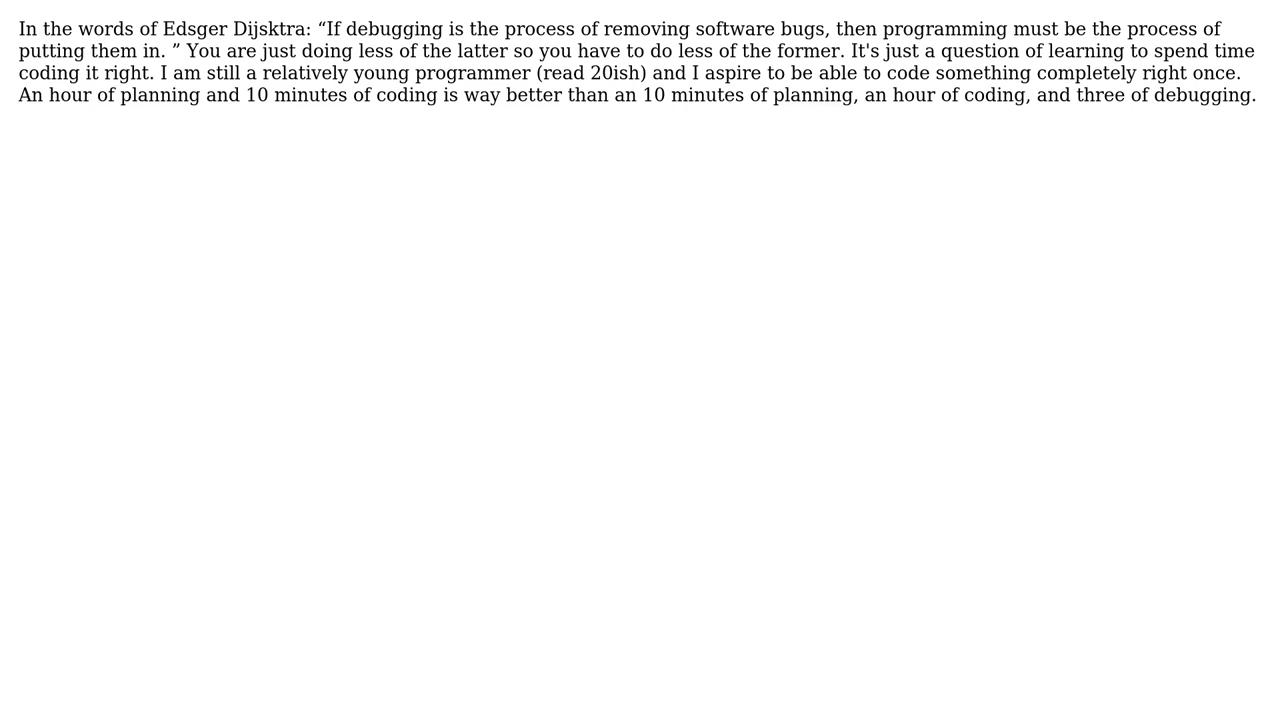 In the words of Edsger Dijsktra: “If debugging is the process of removing software bugs, then programming must be the process of
putting them in. ” You are just doing less of the latter so you have to do less of the former. It's just a question of learning to spend time
coding it right. I am still a relatively young programmer (read 20ish) and I aspire to be able to code something completely right once.
An hour of planning and 10 minutes of coding is way better than an 10 minutes of planning, an hour of coding, and three of debugging.